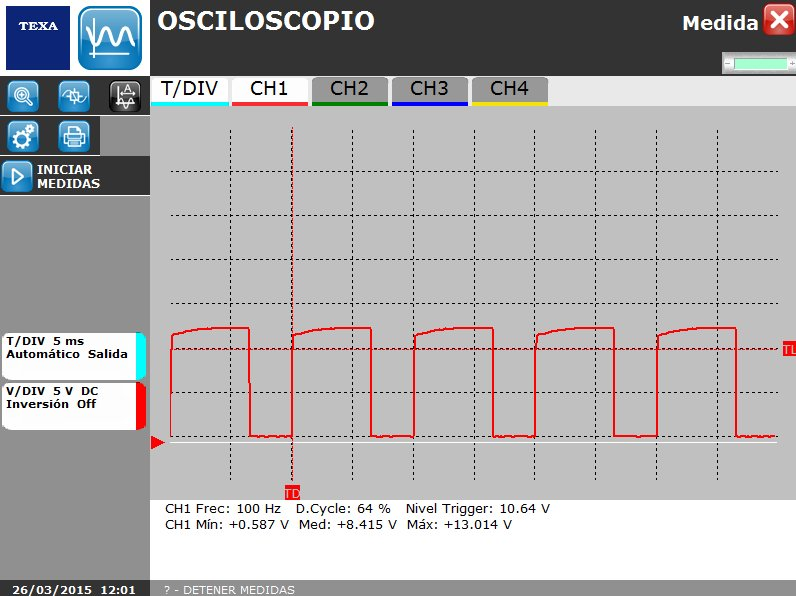 TEXA
OSCILOSCOPIO
Medida
T/DIV CH1 CH2 CH3 CH4
A
INICIAR
MEDIDAS
T/DIV 5 ms
Automático Salida
V/DIV 5 V DC
Inversión Off
TL
TD
CH1 Frec: 100 Hz D.Cycle: 64 % Nivel Trigger: 10.64 V
CH1 Mín: +0.587 V Med: +8.415 V Máx: +13.014 V
26/03/2015 12:01 ? - DETENER MEDIDAS